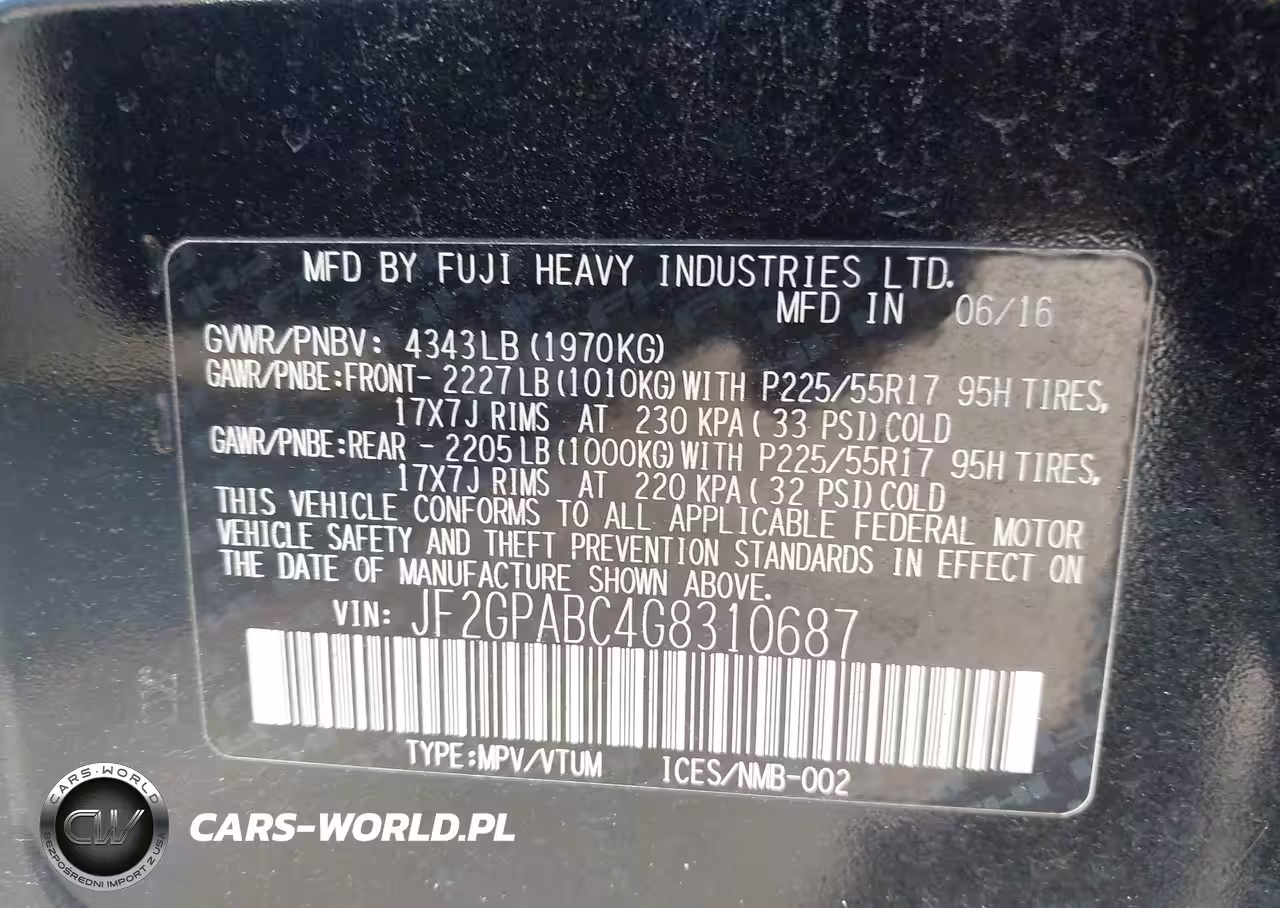 MFD BY FUJI HEAVY INDUSTRIES LTD.
MFD IN 06/16
GVWR/PNBV: 4343LB (1970KG)
GAWR/PNBE:FRONT- 2227LB (1010KG)WITH P225/55R17 95H TIRES,
17X7J RIMS AT 230 KPA( 33 PSI)COLD
GAWR/PNBE:REAR - 2205LB (1000KG)WITH P225/55R17 95H TIRES,
17X7J RIMS AT 220 KPA( 32 PSI)COLD
THIS VEHICLE CONFORMS TO ALL APPLICABLE FEDERAL MOTOR
VEHICLE SAFETY AND THEFT PREVENTION STANDARDS IN EFFECT ON
THE DATE OF MANUFACTURE SHOWN ABOVE.
VIN: JF2GPABC4G8310687
TYPE:MPV/VTUM ICES/NMB-002
CARS-WORLD
CW
BEZPOŚREDNI IMPORT Z USA
CARS-WORLD.PL